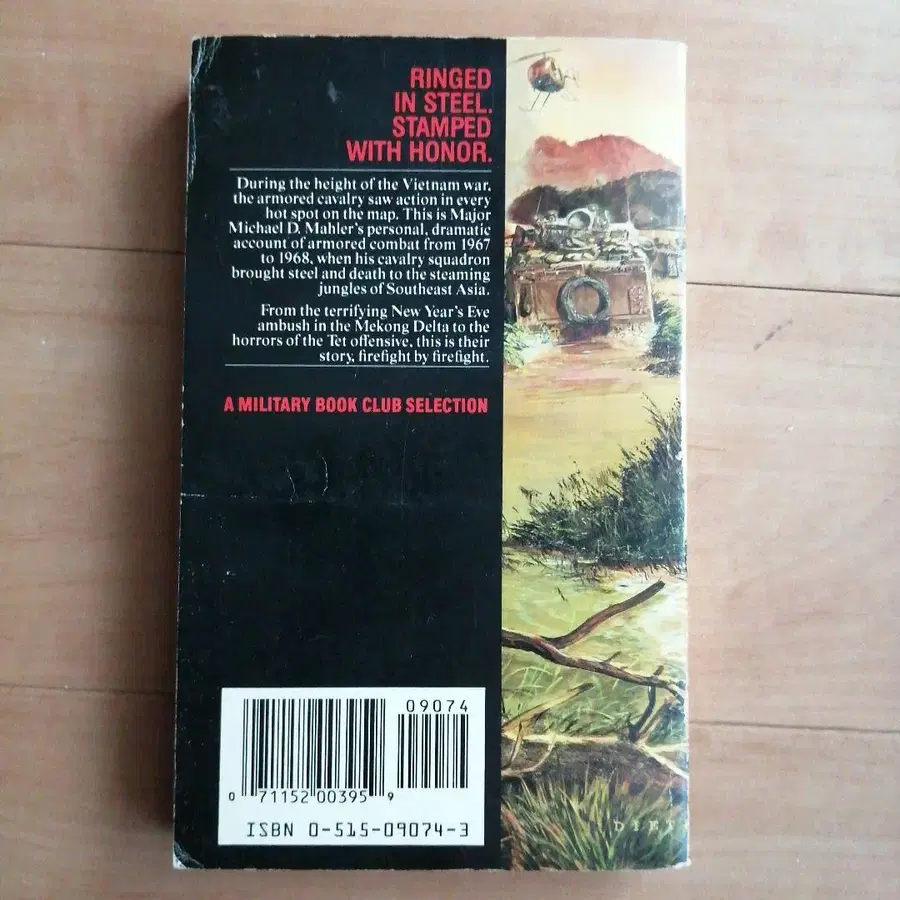 RINGED
IN STEEL.
STAMPED
WITH HONOR.
During the height of the Vietnam war,
the armored cavalry saw action in every
hot spot on the map. This is Major
Michael D. Mahler's personal, dramatic
account of armored combat from 1967
to 1968, when his cavalry squadron
brought steel and death to the steaming
jungles of Southeast Asia.
From the terrifying New Year's Eve
ambush in the Mekong Delta to the
horrors of the Tet offensive, this is their
story, firefight by firefight.
A MILITARY BOOK CLUB SELECTION
09074
0 71152 00395 9
ISBN 0-515-09074-3